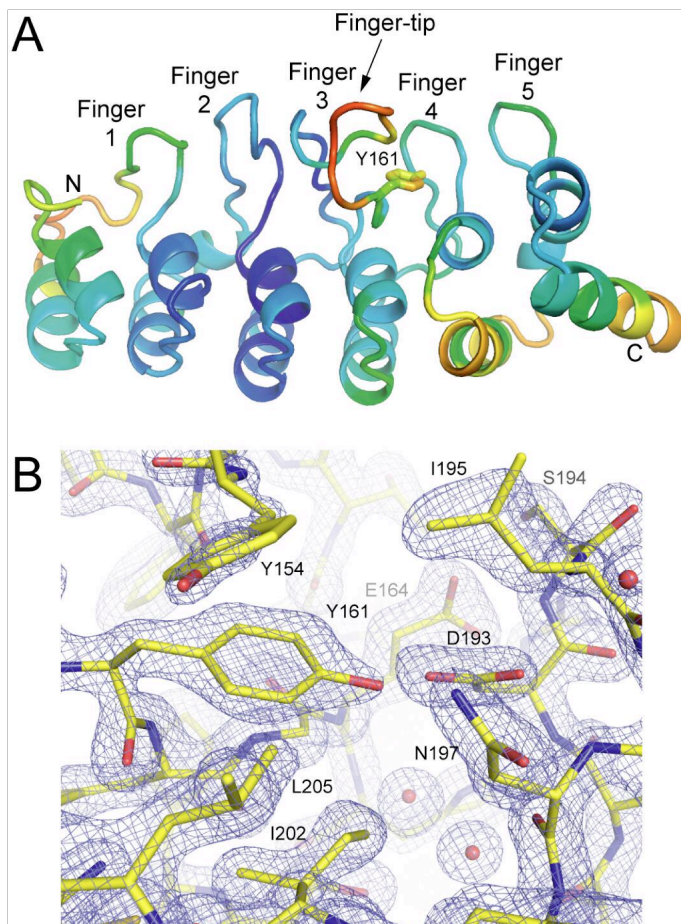 A
Finger-tip
Finger
1
Finger
2
Finger
3
Finger
4
Finger
5
N
Y161
C
B
I195
S194
Y154
E164
Y161
D193
N197
L205
I202